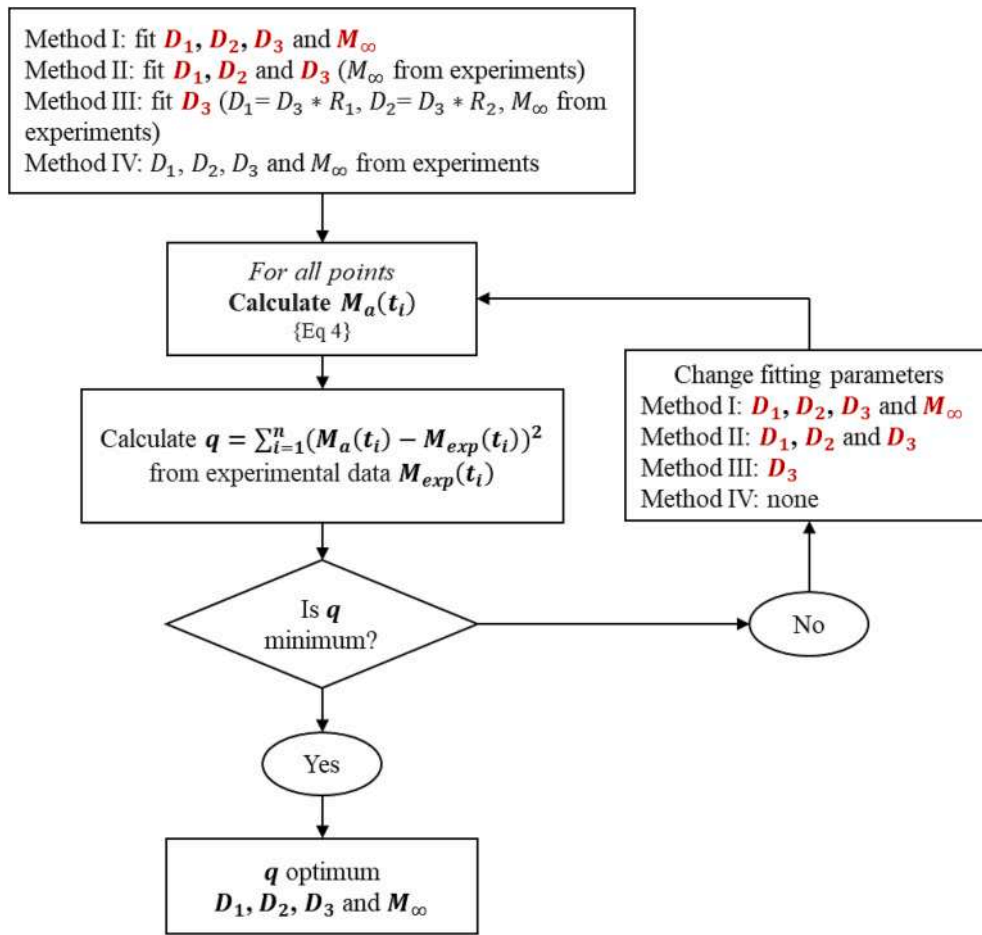 Method I: fit D₁, D₂, D₃ and M∞
Method II: fit D₁, D₂ and D₃ (M∞ from experiments)
Method III: fit D₃ (D₁= D₃ * R₁, D₂= D₃ * R₂, M∞ from
experiments)
Method IV: D₁, D₂, D₃ and M∞ from experiments
For all points
Calculate Mₐ(tᵢ)
{Eq 4}
Calculate q = ∑ⁿᵢ₌₁(Mₐ(tᵢ) − Mₑₓₚ(tᵢ))²
from experimental data Mₑₓₚ(tᵢ)
Change fitting parameters
Method I: D₁, D₂, D₃ and M∞
Method II: D₁, D₂ and D₃
Method III: D₃
Method IV: none
Is q
minimum?
No
Yes
q optimum
D₁, D₂, D₃ and M∞